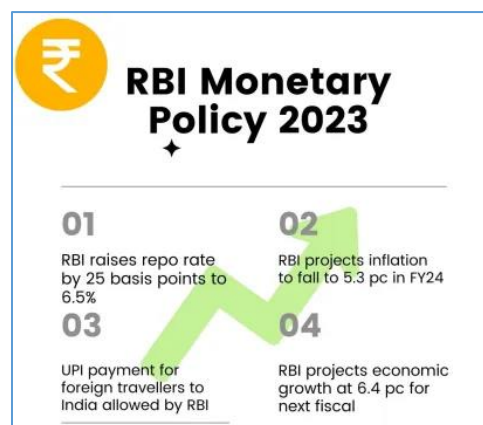 ₹
RBI Monetary
Policy 2023
01
RBI raises repo rate
by 25 basis points to
6.5%
02
RBI projects inflation
to fall to 5.3 pc in FY24
03
UPI payment for
foreign travellers to
India allowed by RBI
04
RBI projects economic
growth at 6.4 pc for
next fiscal